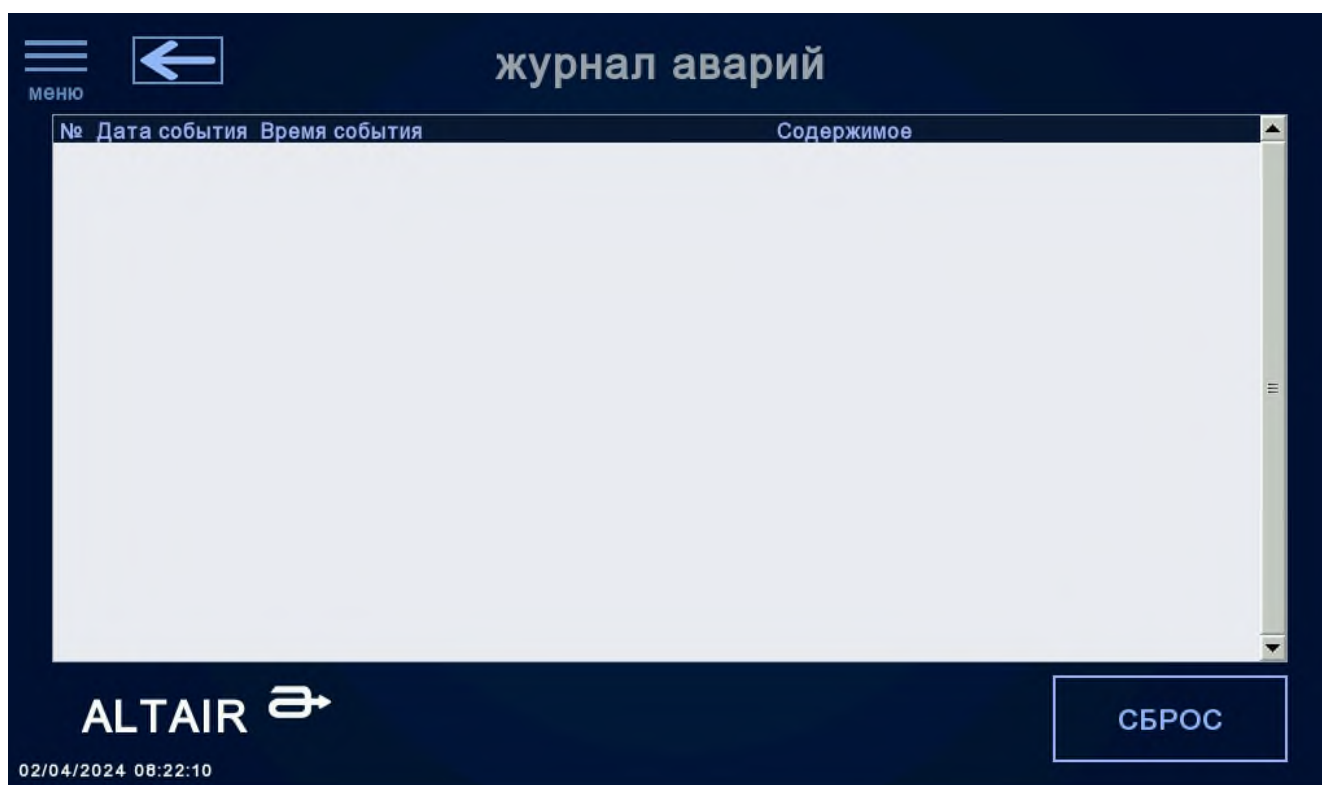 журнал аварий
меню
№ Дата события Время события Содержимое
ALTAIR
СБРОС
02/04/2024 08:22:10